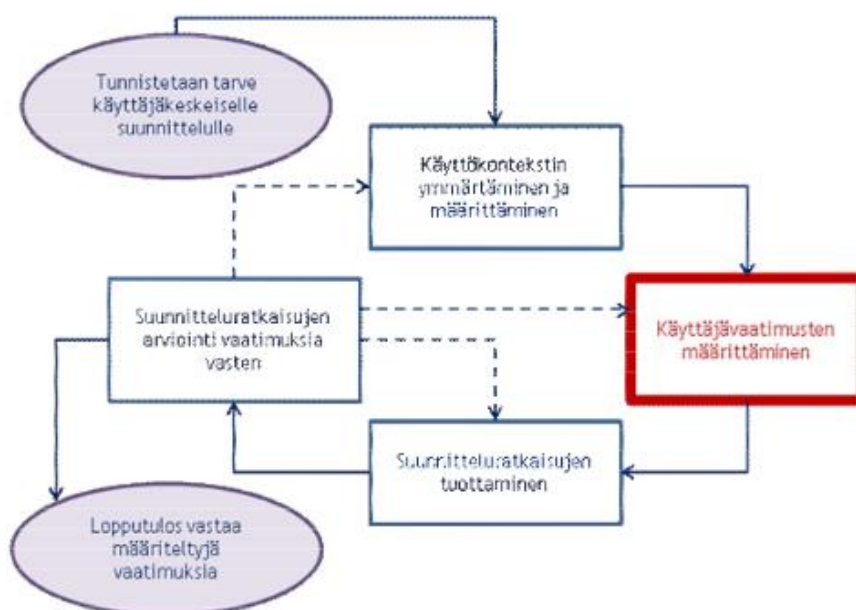 Tunnistetaan tarve
käyttäjäkeskeiselle
suunnittelulle
Käyttökontekstin
ymmärtäminen ja
määrittäminen
Suunnitteluratkaisujen
arviointi vaatimuksia
vasten
Käyttäjävaatimusten
määrittäminen
Suunnitteluratkaisujen
tuottaminen
Lopputulos vastaa
määriteltyjä
vaatimuksia